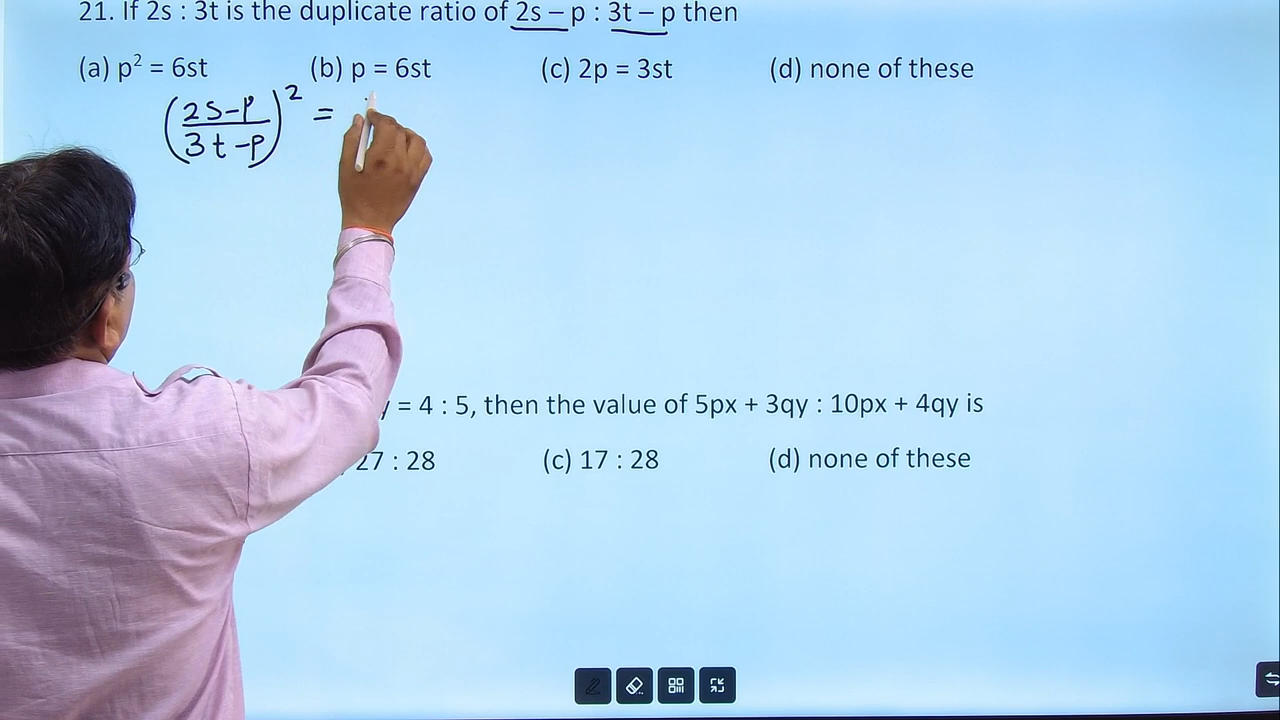 21. If 2s : 3t is the duplicate ratio of 2s – p : 3t – p then
(a) p² = 6st (b) p = 6st (c) 2p = 3st (d) none of these
(2s-p / 3t-p)² =
= 4 : 5, then the value of 5px + 3qy : 10px + 4qy is
27 : 28 (c) 17 : 28 (d) none of these